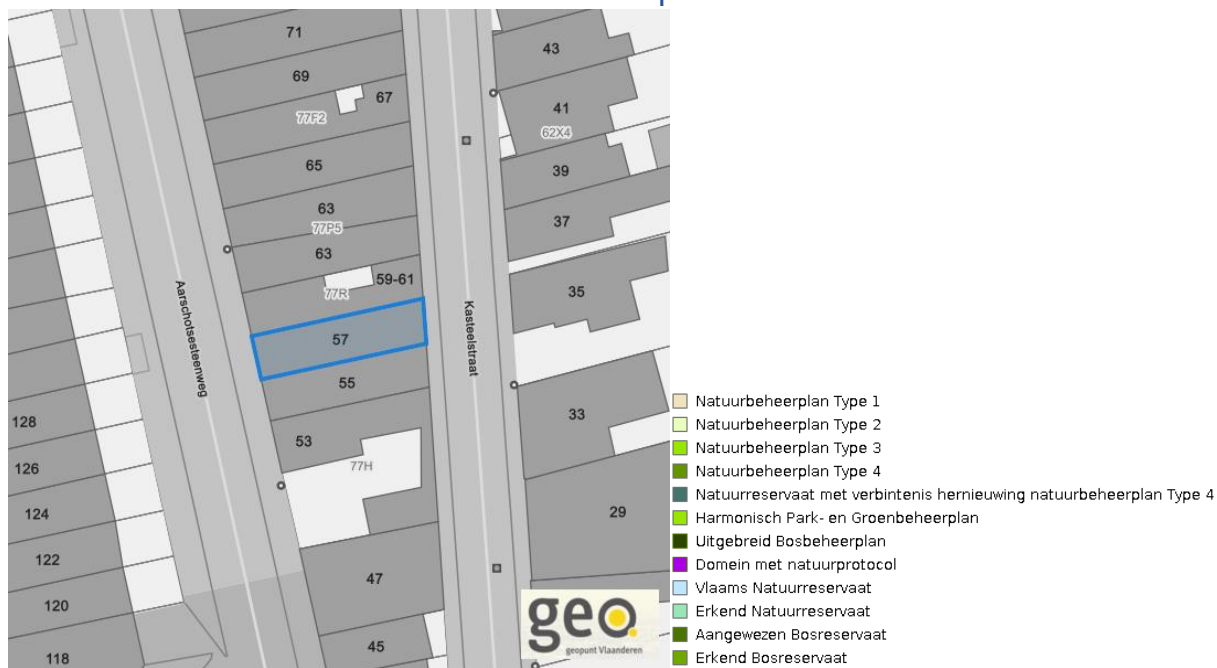 71
43
69
67
41
77F2
62X4
65
39
63
37
77P5
63
59-61
35
77R
Aarschotsesteenweg
Kasteelstraat
57
55
33
128
53
126
77H
124
29
122
47
120
45
118
geo.
geopunt Vlaanderen
Natuurbeheerplan Type 1
Natuurbeheerplan Type 2
Natuurbeheerplan Type 3
Natuurbeheerplan Type 4
Natuurreservaat met verbintenis hernieuwing natuurbeheerplan Type 4
Harmonisch Park- en Groenbeheerplan
Uitgebreid Bosbeheerplan
Domein met natuurprotocol
Vlaams Natuurreservaat
Erkend Natuurreservaat
Aangewezen Bosreservaat
Erkend Bosreservaat